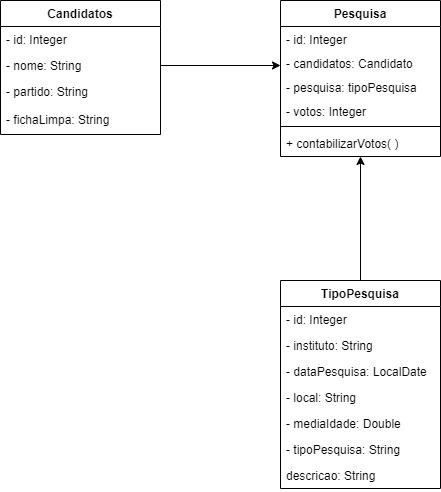 Candidatos
- id: Integer
- nome: String
- partido: String
- fichaLimpa: String
Pesquisa
- id: Integer
- candidatos: Candidato
- pesquisa: tipoPesquisa
- votos: Integer
+ contabilizarVotos( )
TipoPesquisa
- id: Integer
- instituto: String
- dataPesquisa: LocalDate
- local: String
- mediaIdade: Double
- tipoPesquisa: String
descricao: String